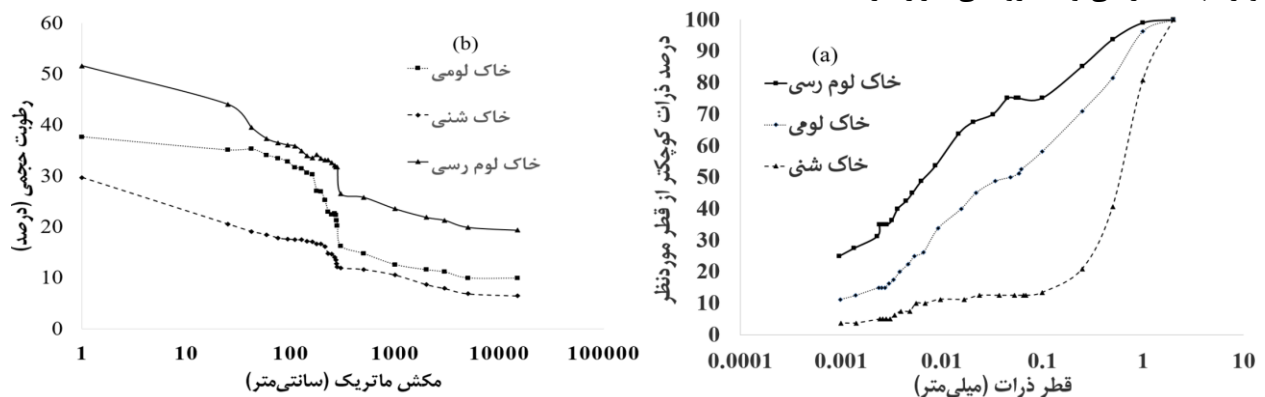 (b)
خاک لومی
خاک شنی
خاک لوم رسی
رطوبت حجمی (درصد)
60
50
40
30
20
10
0
1 10 100 1000 10000 100000
مکش ماتریک (سانتی‌متر)
(a)
خاک لوم رسی
خاک لومی
خاک شنی
درصد ذرات کوچکتر از قطر موردنظر
100
90
80
70
60
50
40
30
20
10
0
0.0001 0.001 0.01 0.1 1 10
قطر ذرات (میلی‌متر)